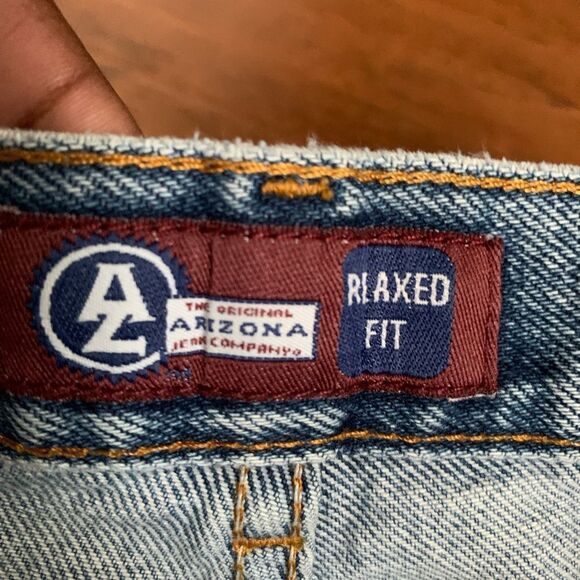 AZ
THE ORIGINAL
ARIZONA
JEAN COMPANY
RELAXED
FIT